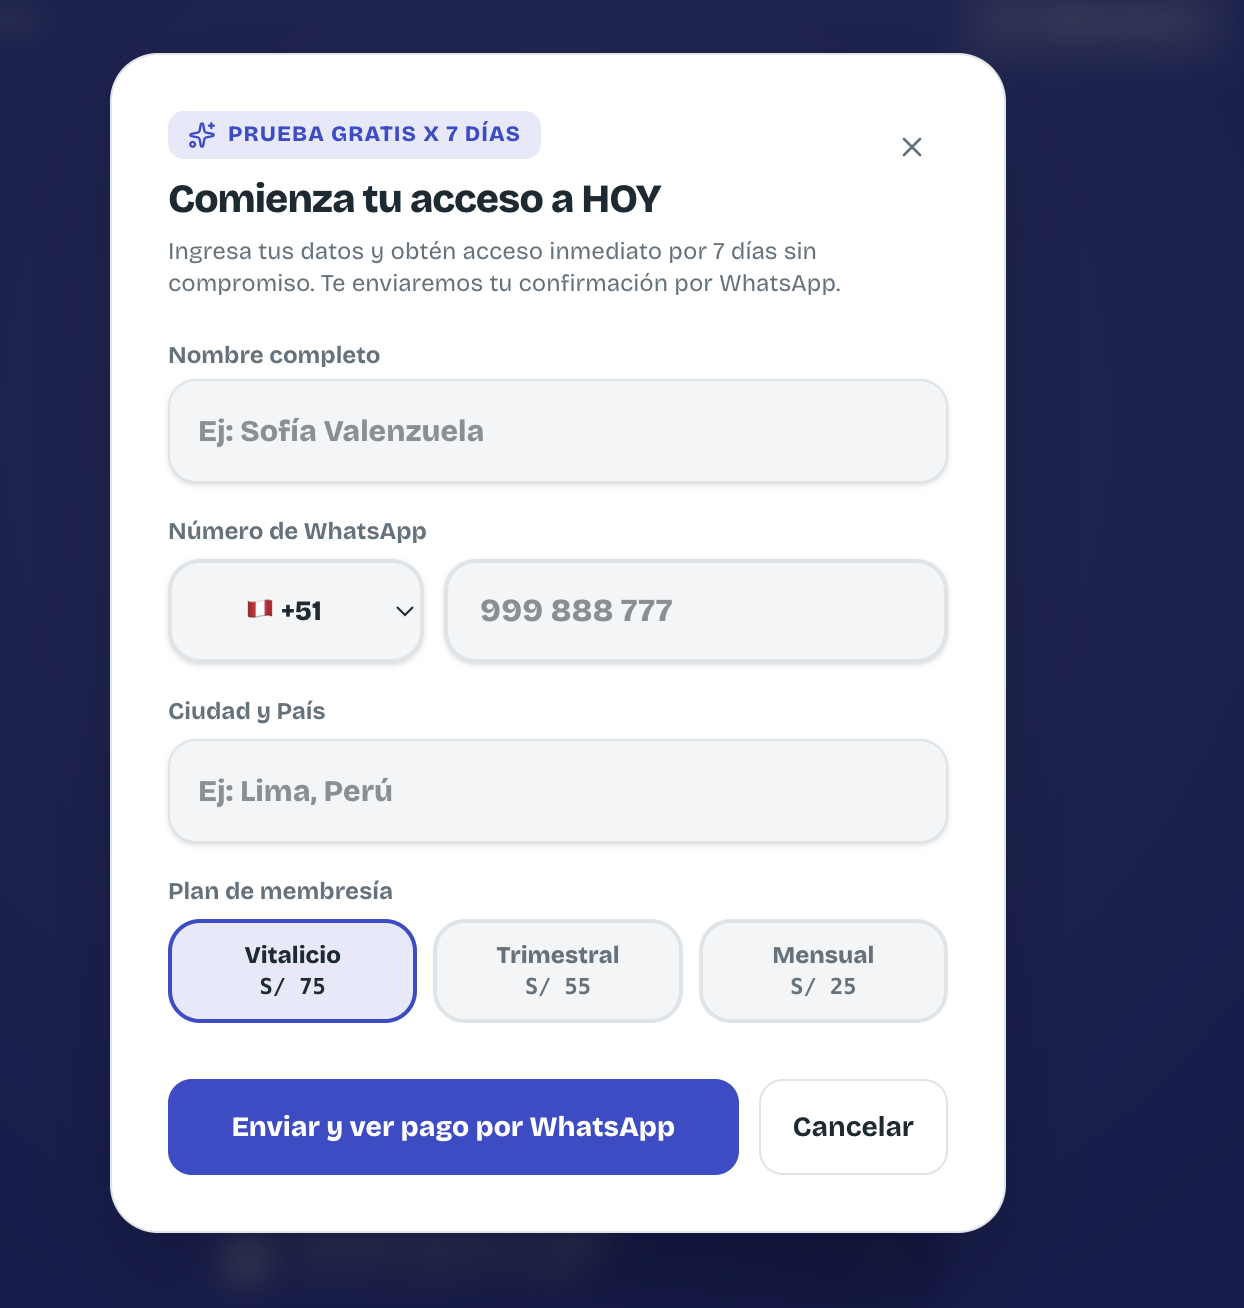 PRUEBA GRATIS X 7 DÍAS
Comienza tu acceso a HOY
Ingresa tus datos y obtén acceso inmediato por 7 días sin
compromiso. Te enviaremos tu confirmación por WhatsApp.
Nombre completo
Ej: Sofía Valenzuela
Número de WhatsApp
+51
999 888 777
Ciudad y País
Ej: Lima, Perú
Plan de membresía
Vitalicio
S/ 75
Trimestral
S/ 55
Mensual
S/ 25
Enviar y ver pago por WhatsApp
Cancelar